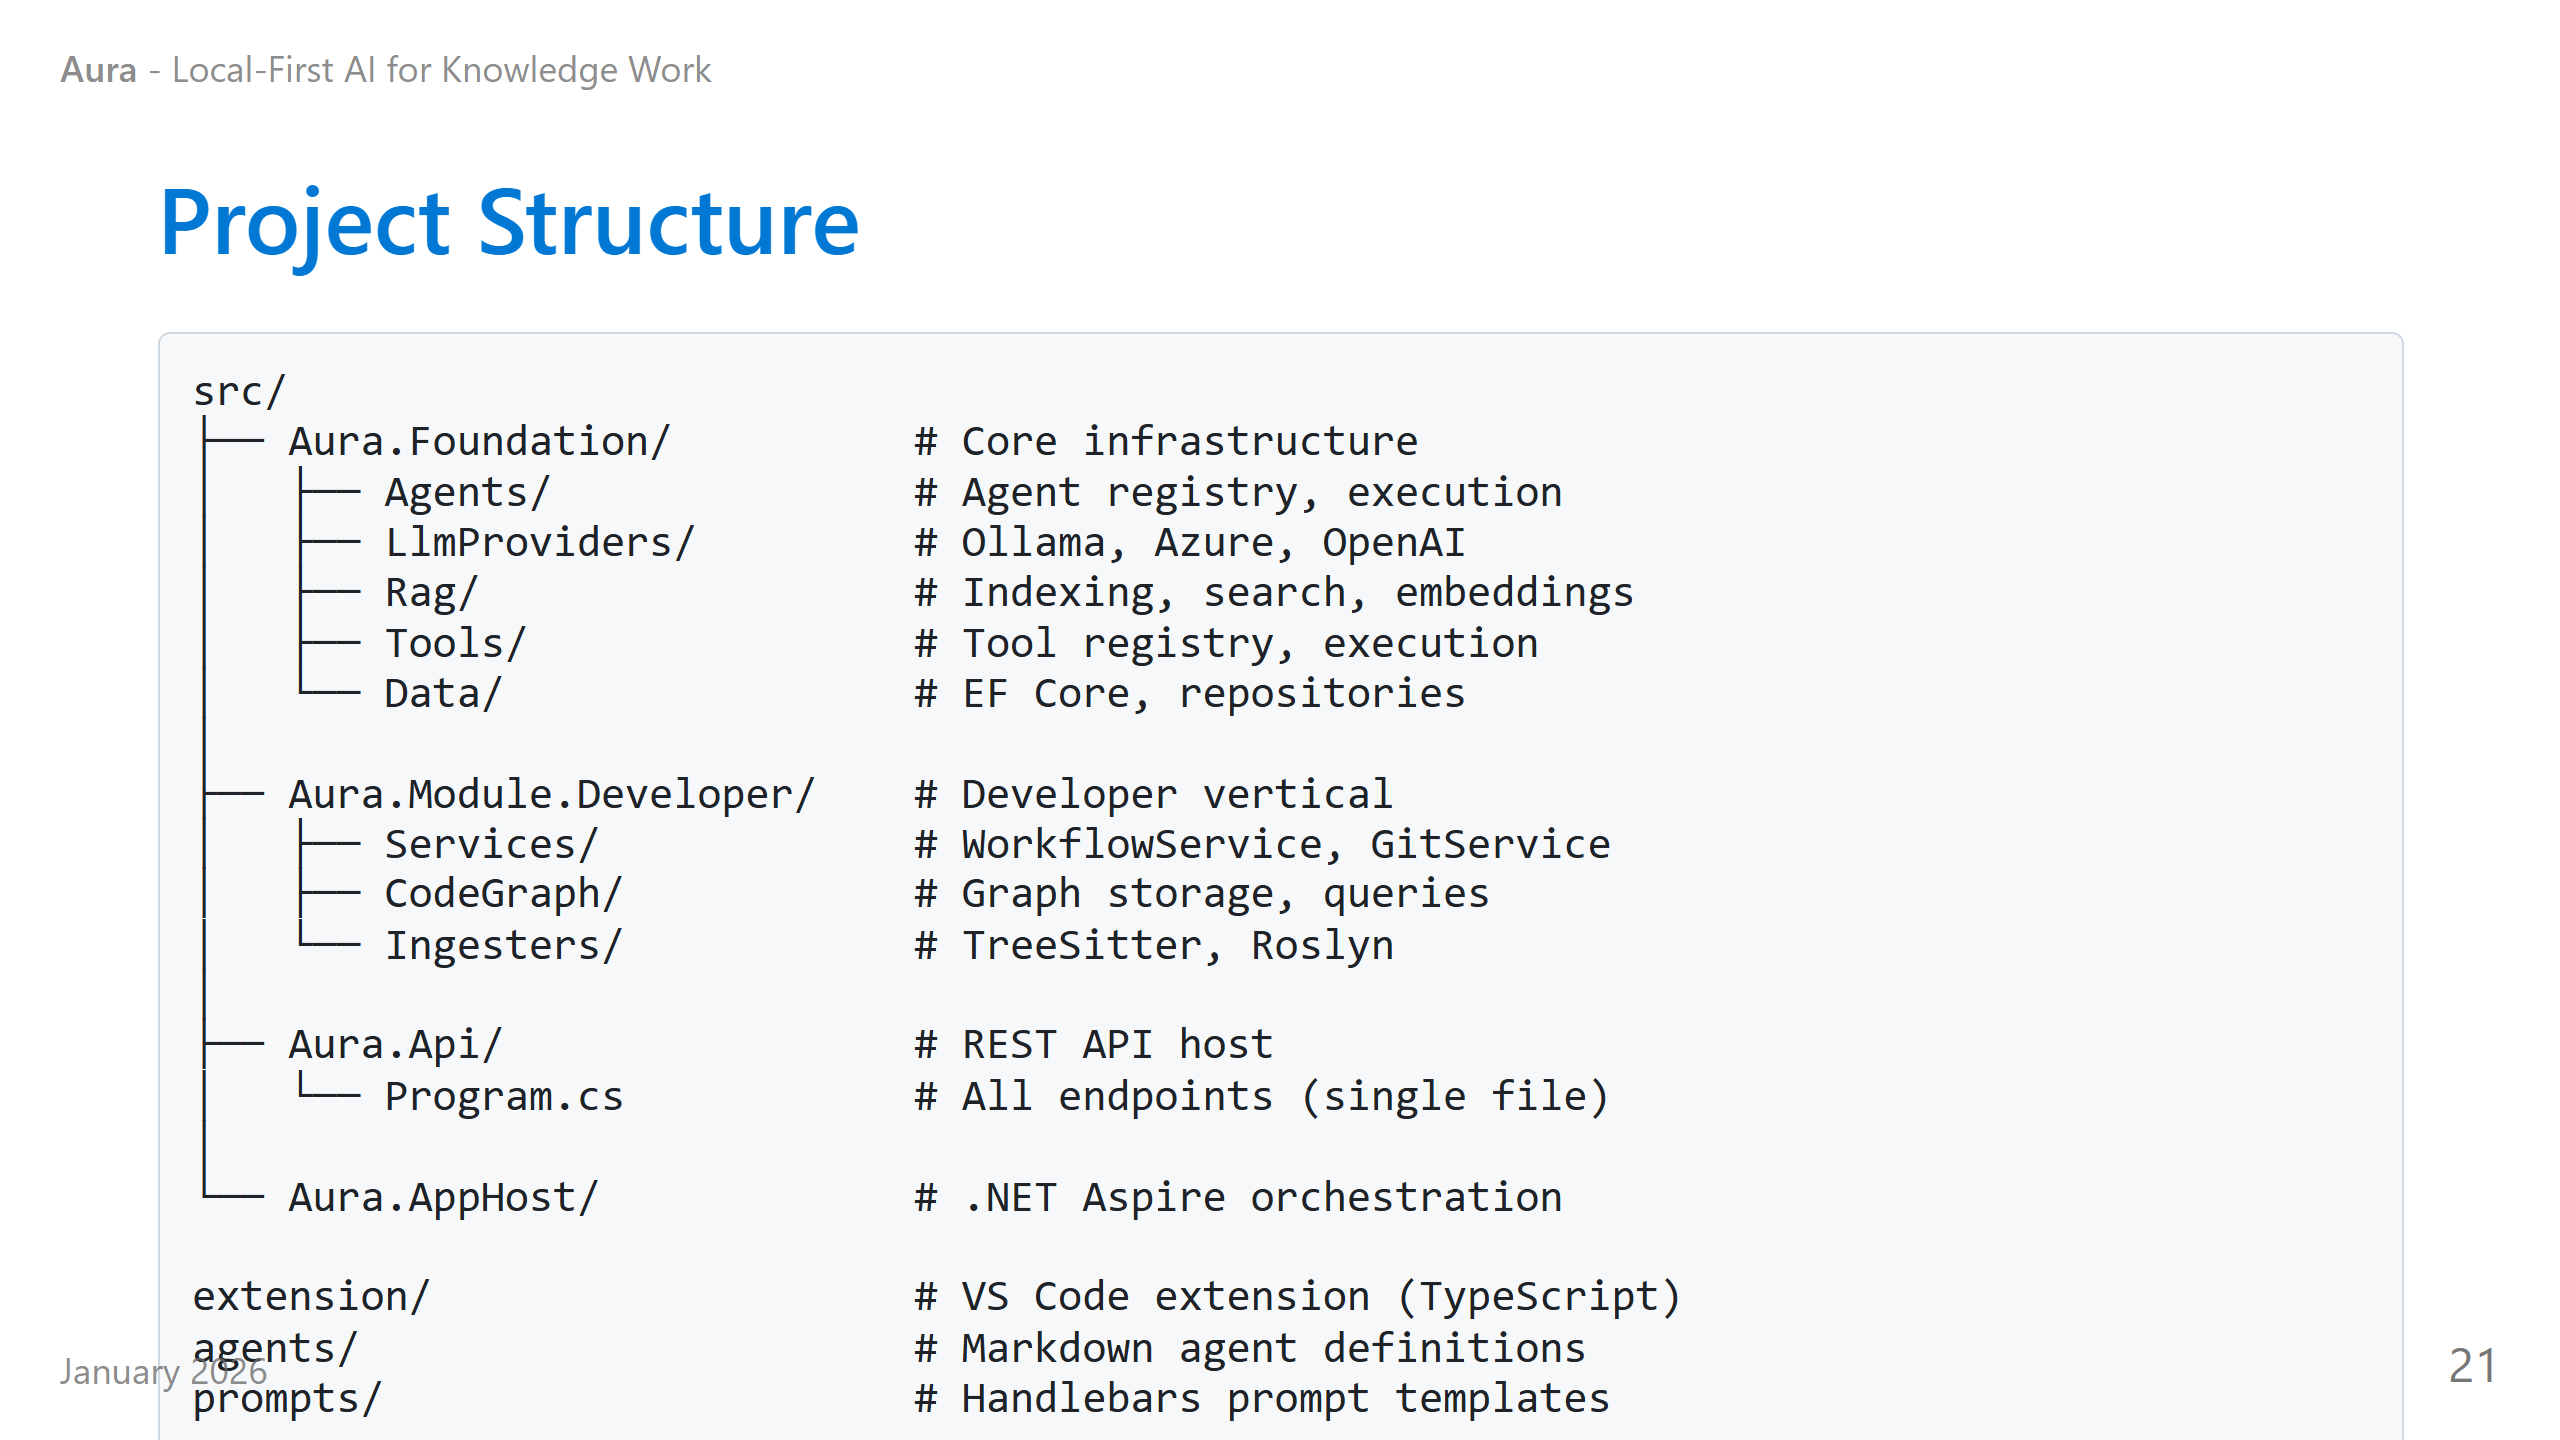 Aura - Local-First AI for Knowledge Work
Project Structure
src/
├── Aura.Foundation/          # Core infrastructure
│   ├── Agents/               # Agent registry, execution
│   ├── LlmProviders/         # Ollama, Azure, OpenAI
│   ├── Rag/                  # Indexing, search, embeddings
│   ├── Tools/                # Tool registry, execution
│   └── Data/                 # EF Core, repositories
│
├── Aura.Module.Developer/    # Developer vertical
│   ├── Services/             # WorkflowService, GitService
│   ├── CodeGraph/            # Graph storage, queries
│   └── Ingesters/            # TreeSitter, Roslyn
│
├── Aura.Api/                 # REST API host
│   └── Program.cs            # All endpoints (single file)
│
└── Aura.AppHost/             # .NET Aspire orchestration

extension/                    # VS Code extension (TypeScript)
agents/                       # Markdown agent definitions
prompts/                      # Handlebars prompt templates
January 2026
21